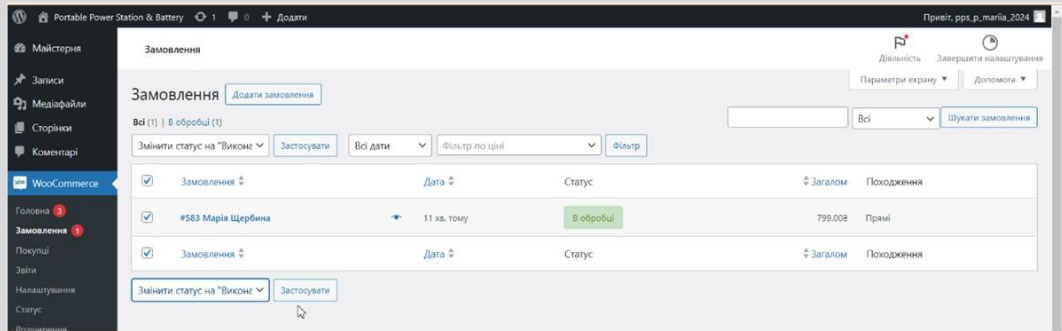 Portable Power Station & Battery 1 0 + Додати Привіт, pps_p_mariia_2024
Майстерня
Записи
Медіафайли
Сторінки
Коментарі
WooCommerce
Головна 3
Замовлення 1
Покупці
Звіти
Налаштування
Статус
Розширення
Замовлення
Діяльність Завершити налаштування
Параметри екрану Допомога
Замовлення Додати замовлення
Всі (1) | В обробці (1)
Всі Шукати замовлення
Змінити статус на "Викона Застосувати Всі дати Фільтр по ціні Фільтр
Замовлення Дата Статус Загалом Походження
#583 Марія Щербина 11 хв. тому В обробці 799.00₴ Прямі
Замовлення Дата Статус Загалом Походження
Змінити статус на "Викона Застосувати